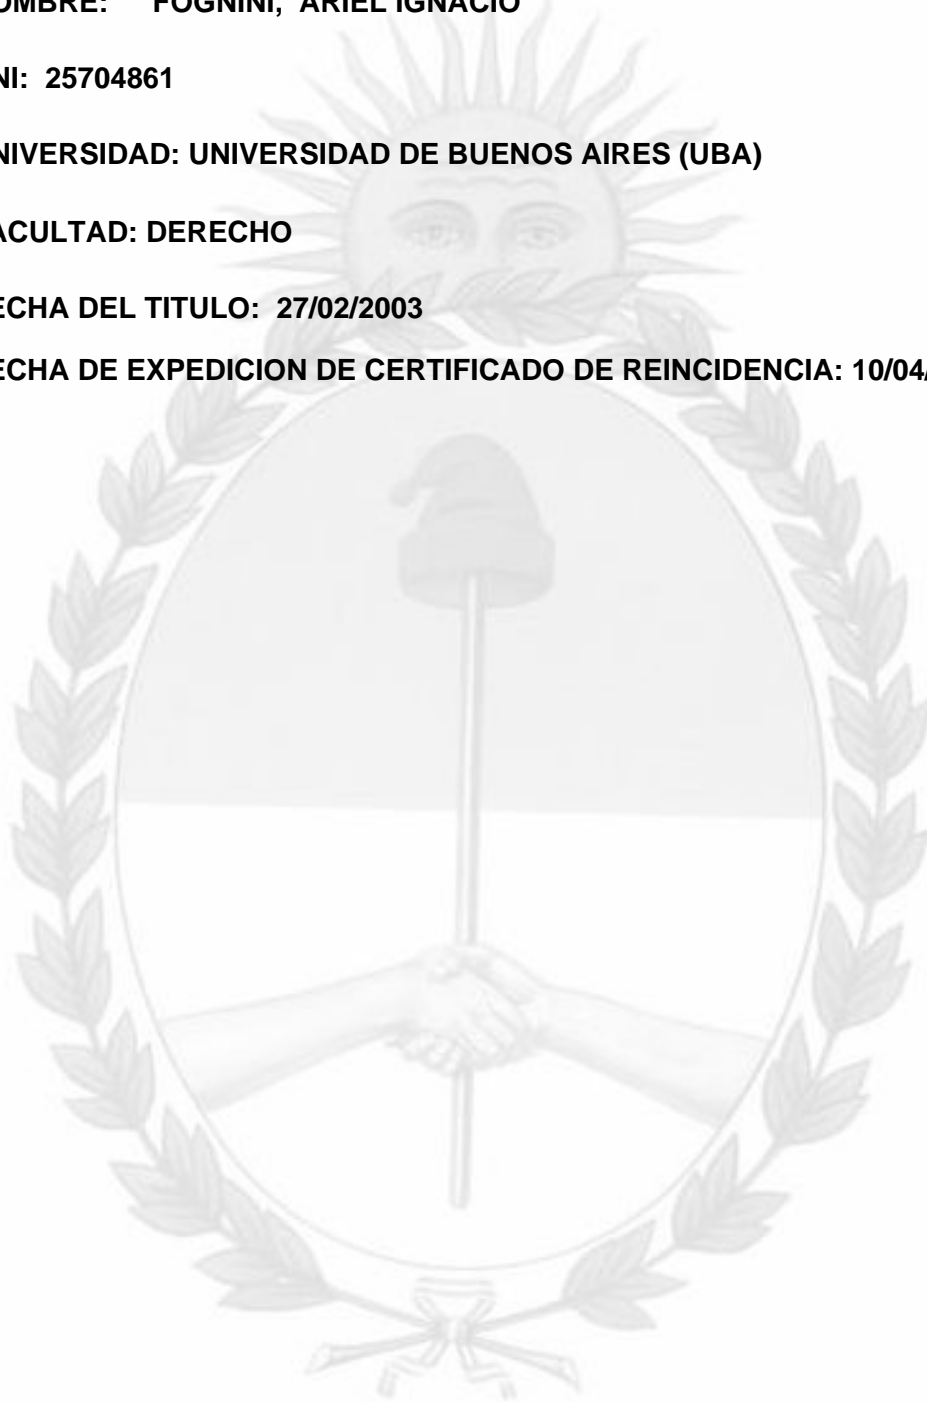 OMBRE: FOGNINI, ARIEL IGNACIO
NI: 25704861
NIVERSIDAD: UNIVERSIDAD DE BUENOS AIRES (UBA)
ACULTAD: DERECHO
ECHA DEL TITULO: 27/02/2003
ECHA DE EXPEDICION DE CERTIFICADO DE REINCIDENCIA: 10/04/